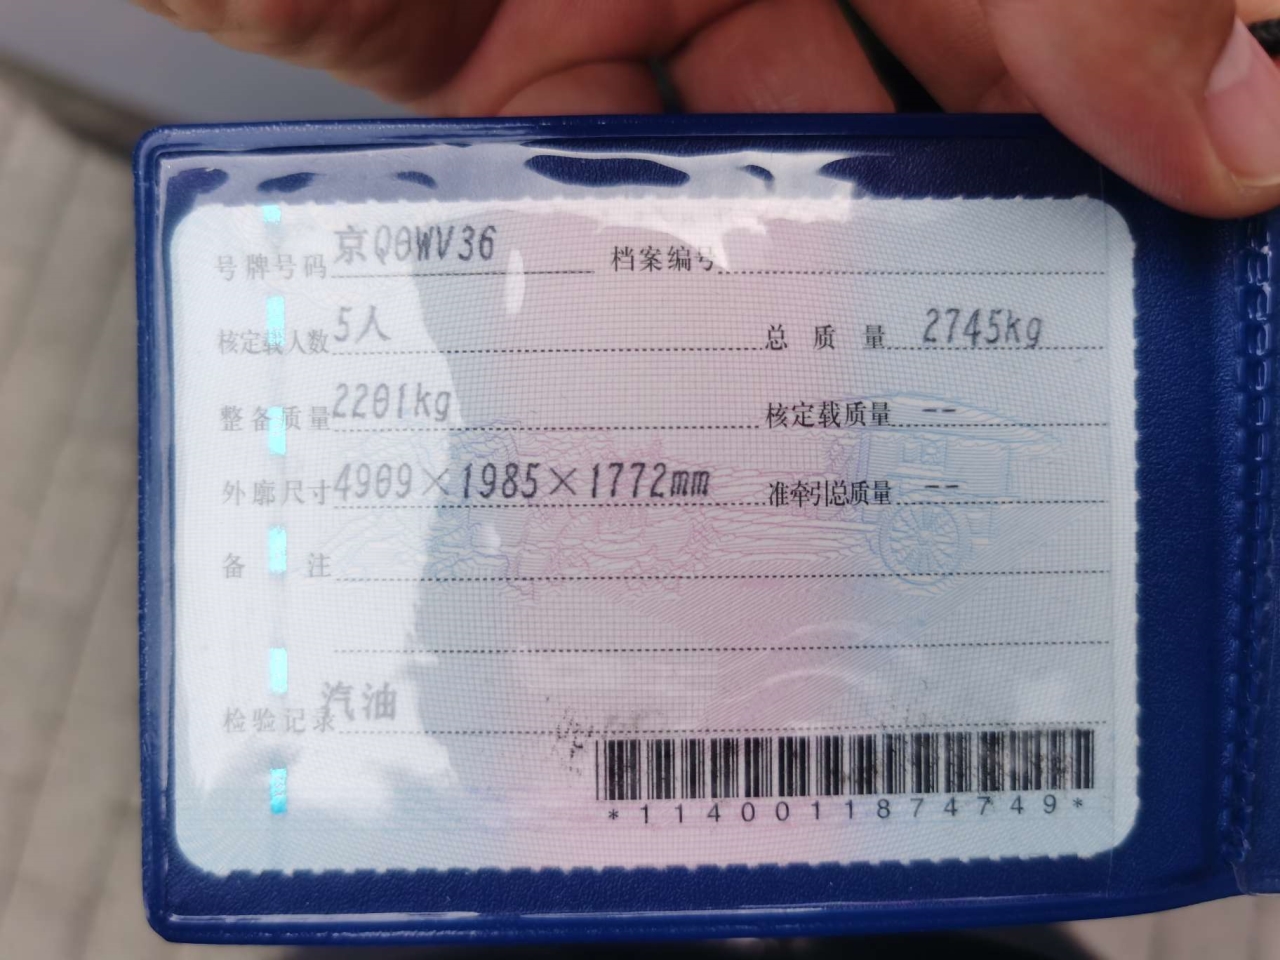 号牌号码 京Q0WV36 档案编号
核定载人数 5人 总质量 2745kg
整备质量 2201kg 核定载质量 --
外廓尺寸 4909×1985×1772mm 准牵引总质量 --
备注
检验记录 汽油
*1140011874749*